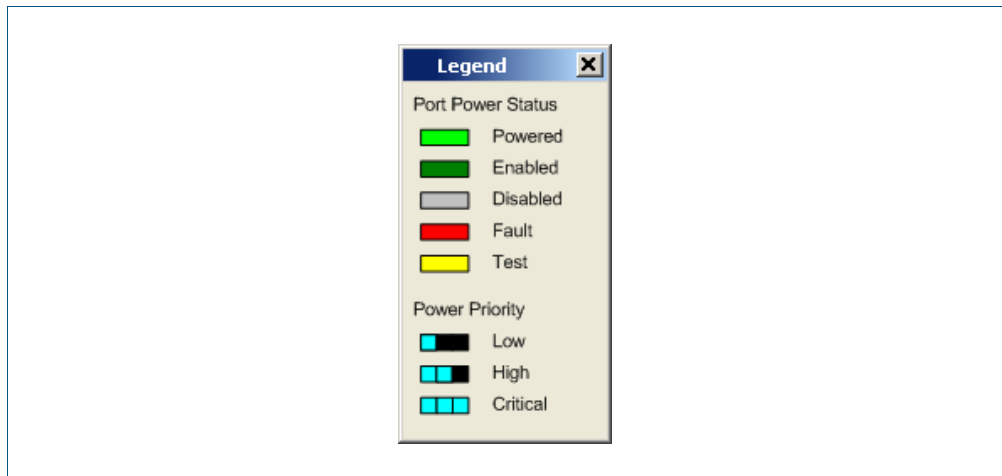 Legend
Port Power Status
Powered
Enabled
Disabled
Fault
Test
Power Priority
Low
High
Critical